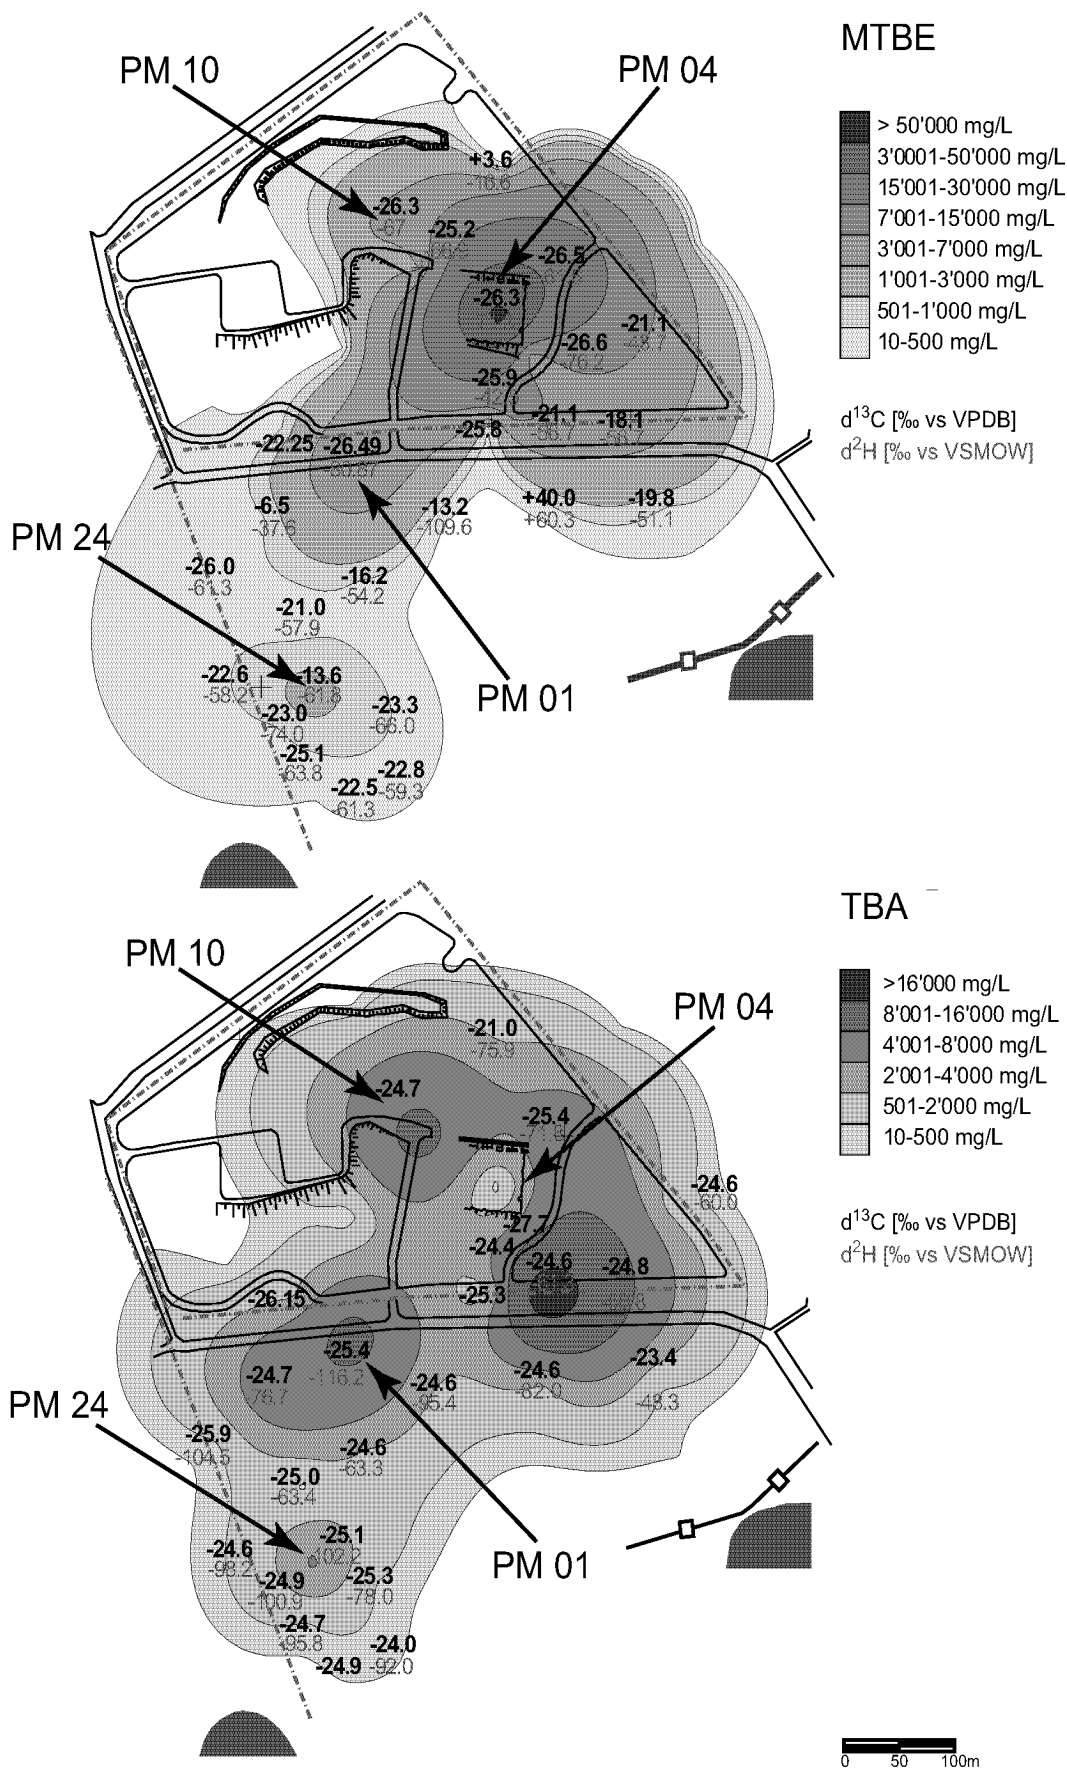 MTBE
PM 10
PM 04
> 50'000 mg/L
3'0001-50'000 mg/L
15'001-30'000 mg/L
7'001-15'000 mg/L
3'001-7'000 mg/L
1'001-3'000 mg/L
501-1'000 mg/L
10-500 mg/L
d13C [‰ vs VPDB]
d2H [‰ vs VSMOW]
+3.6
-16.6
-26.3
-67
-25.2
-26.5
-26.3
-21.1
-26.6
-76.2
-25.9
-21.1
-18.1
-25.8
-22.25
-26.49
-6.5
-37.6
-13.2
-109.6
+40.0
+60.3
-19.8
-51.1
PM 24
-26.0
-61.3
-16.2
-54.2
-21.0
-57.9
-22.6
-58.2
-13.6
-61.8
PM 01
-23.0
-74.0
-23.3
-66.0
-25.1
-63.8
-22.8
-59.3
-22.5
-61.3
TBA
PM 10
PM 04
>16'000 mg/L
8'001-16'000 mg/L
4'001-8'000 mg/L
2'001-4'000 mg/L
501-2'000 mg/L
10-500 mg/L
d13C [‰ vs VPDB]
d2H [‰ vs VSMOW]
-21.0
-75.9
-24.7
-25.4
-24.6
-60.0
-27.7
-24.4
-24.6
-24.8
-25.3
-26.15
-25.4
-116.2
-24.7
-76.7
-24.6
-95.4
-24.6
-82.0
-23.4
-48.3
PM 24
-25.9
-104.5
-24.6
-63.3
-25.0
-63.4
-24.6
-98.2
-25.1
-102.2
PM 01
-24.9
-100.9
-25.3
-78.0
-24.7
-95.8
-24.0
-92.0
-24.9
0 50 100m